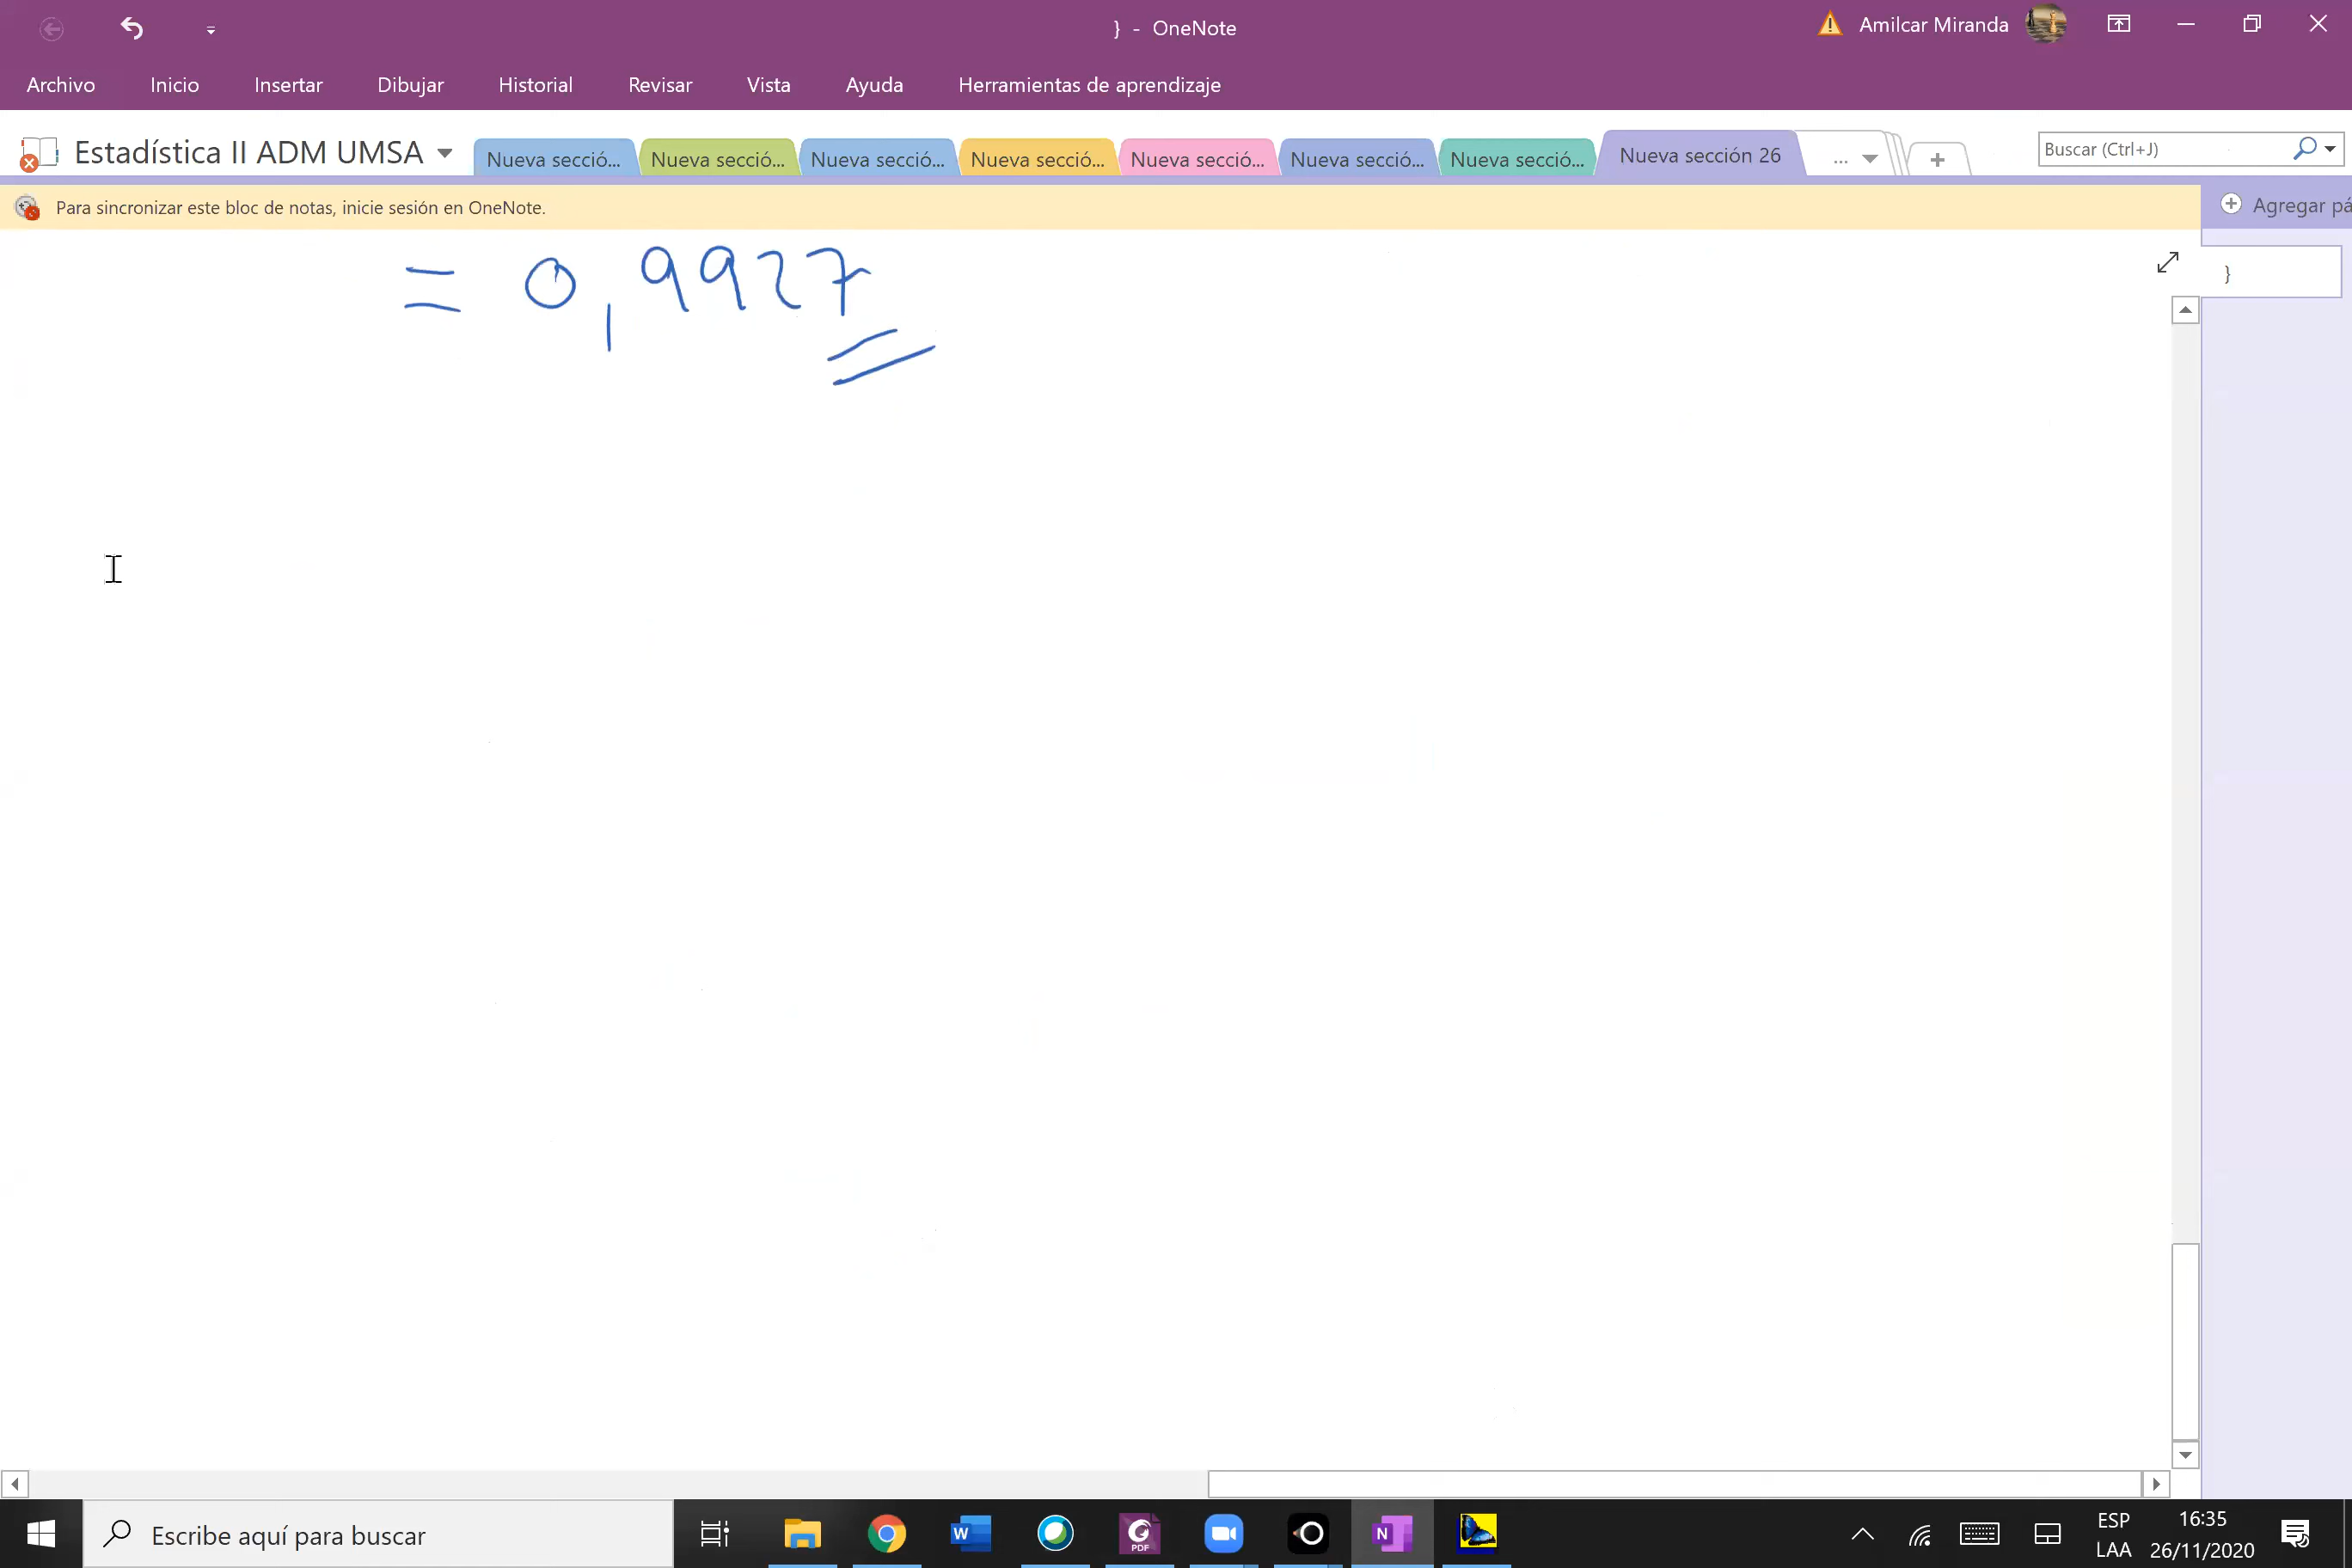 } - OneNote
Amilcar Miranda
Archivo Inicio Insertar Dibujar Historial Revisar Vista Ayuda Herramientas de aprendizaje
Estadística II ADM UMSA Nueva secció... Nueva secció... Nueva secció... Nueva secció... Nueva secció... Nueva secció... Nueva secció... Nueva sección 26 ... + Buscar (Ctrl+J)
Para sincronizar este bloc de notas, inicie sesión en OneNote.
Agregar pá
}
= 0,9927
Escribe aquí para buscar
ESP 16:35
LAA 26/11/2020